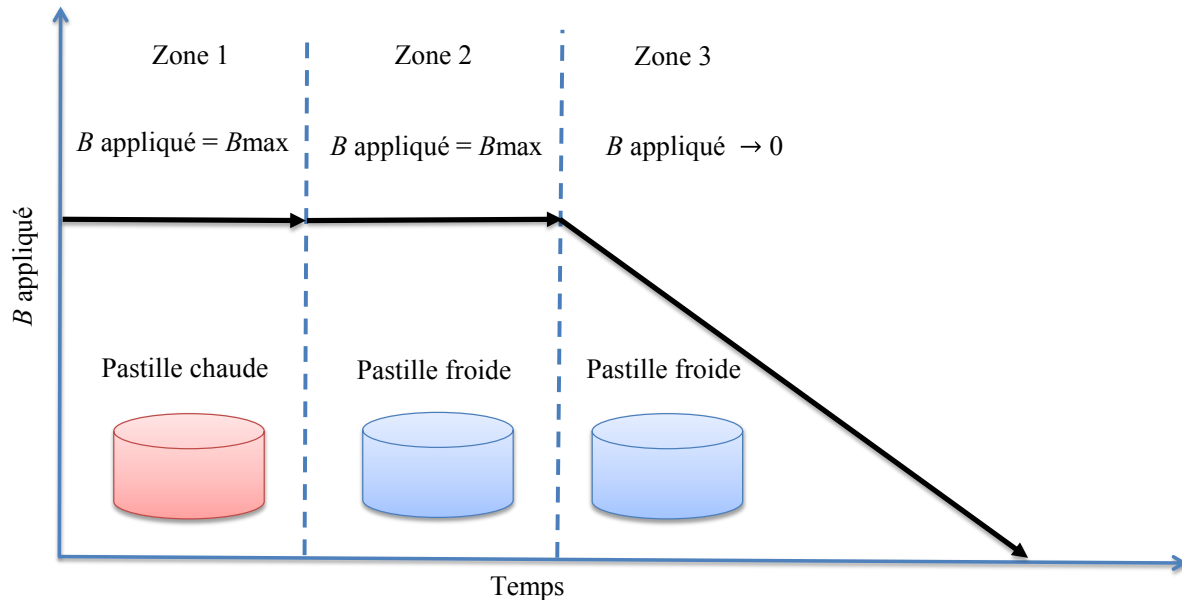 Zone 1
Zone 2
Zone 3
B appliqué = Bmax
B appliqué = Bmax
B appliqué → 0
B appliqué
Pastille chaude
Pastille froide
Pastille froide
Temps